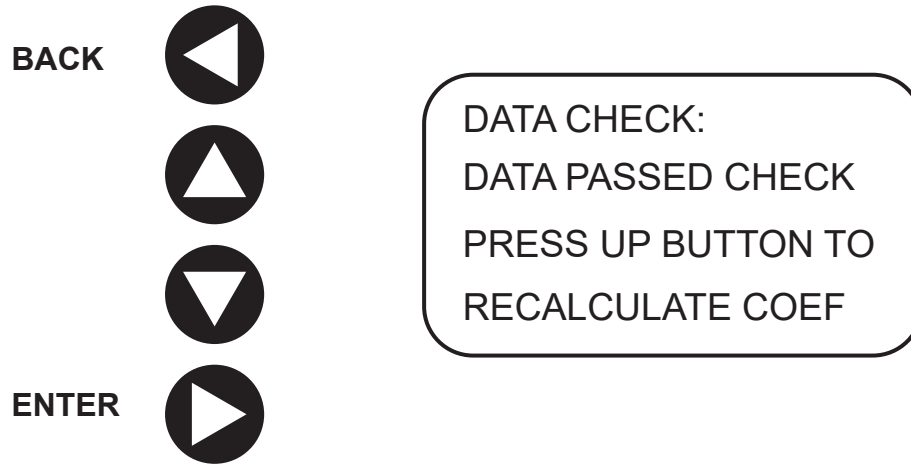 BACK
ENTER
DATA CHECK:
DATA PASSED CHECK
PRESS UP BUTTON TO
RECALCULATE COEF